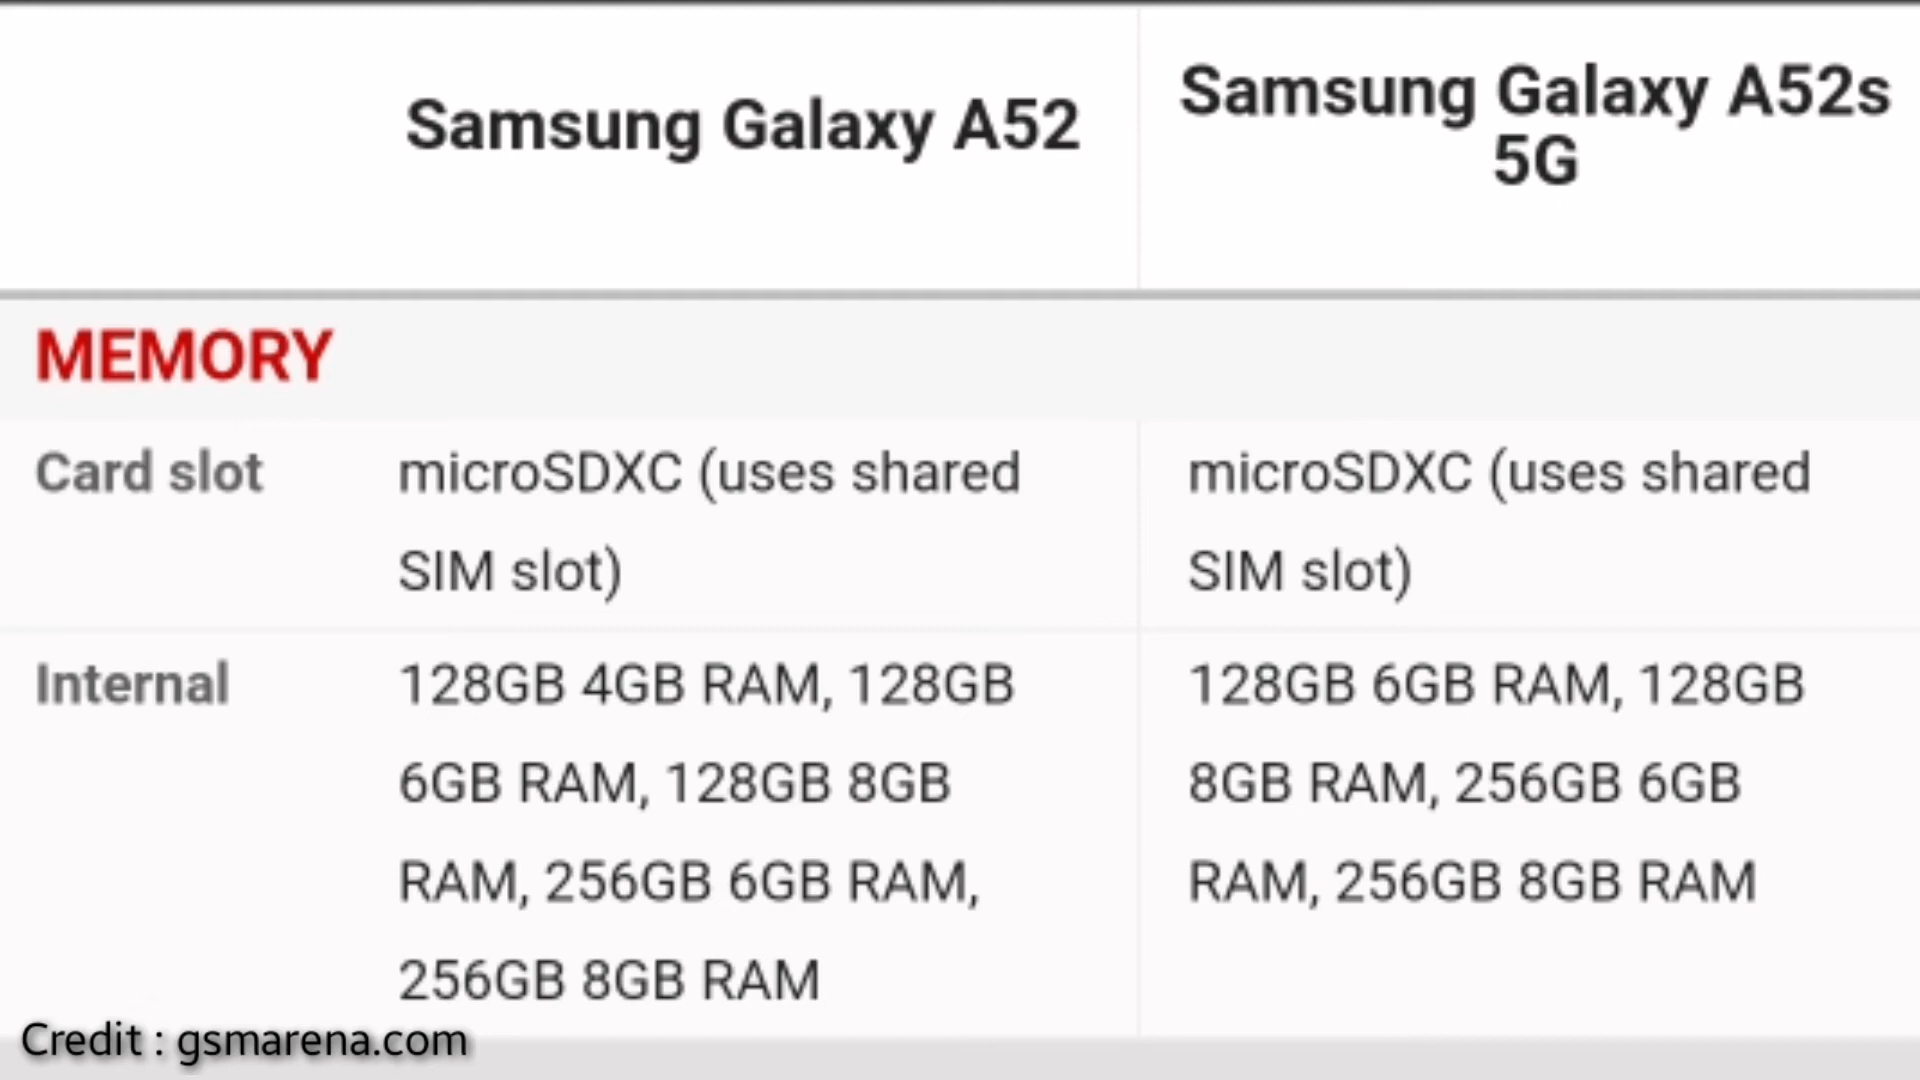 Samsung Galaxy A52
Samsung Galaxy A52s
5G
MEMORY
Card slot
microSDXC (uses shared
SIM slot)
microSDXC (uses shared
SIM slot)
Internal
128GB 4GB RAM, 128GB
6GB RAM, 128GB 8GB
RAM, 256GB 6GB RAM,
256GB 8GB RAM
128GB 6GB RAM, 128GB
8GB RAM, 256GB 6GB
RAM, 256GB 8GB RAM
Credit : gsmarena.com